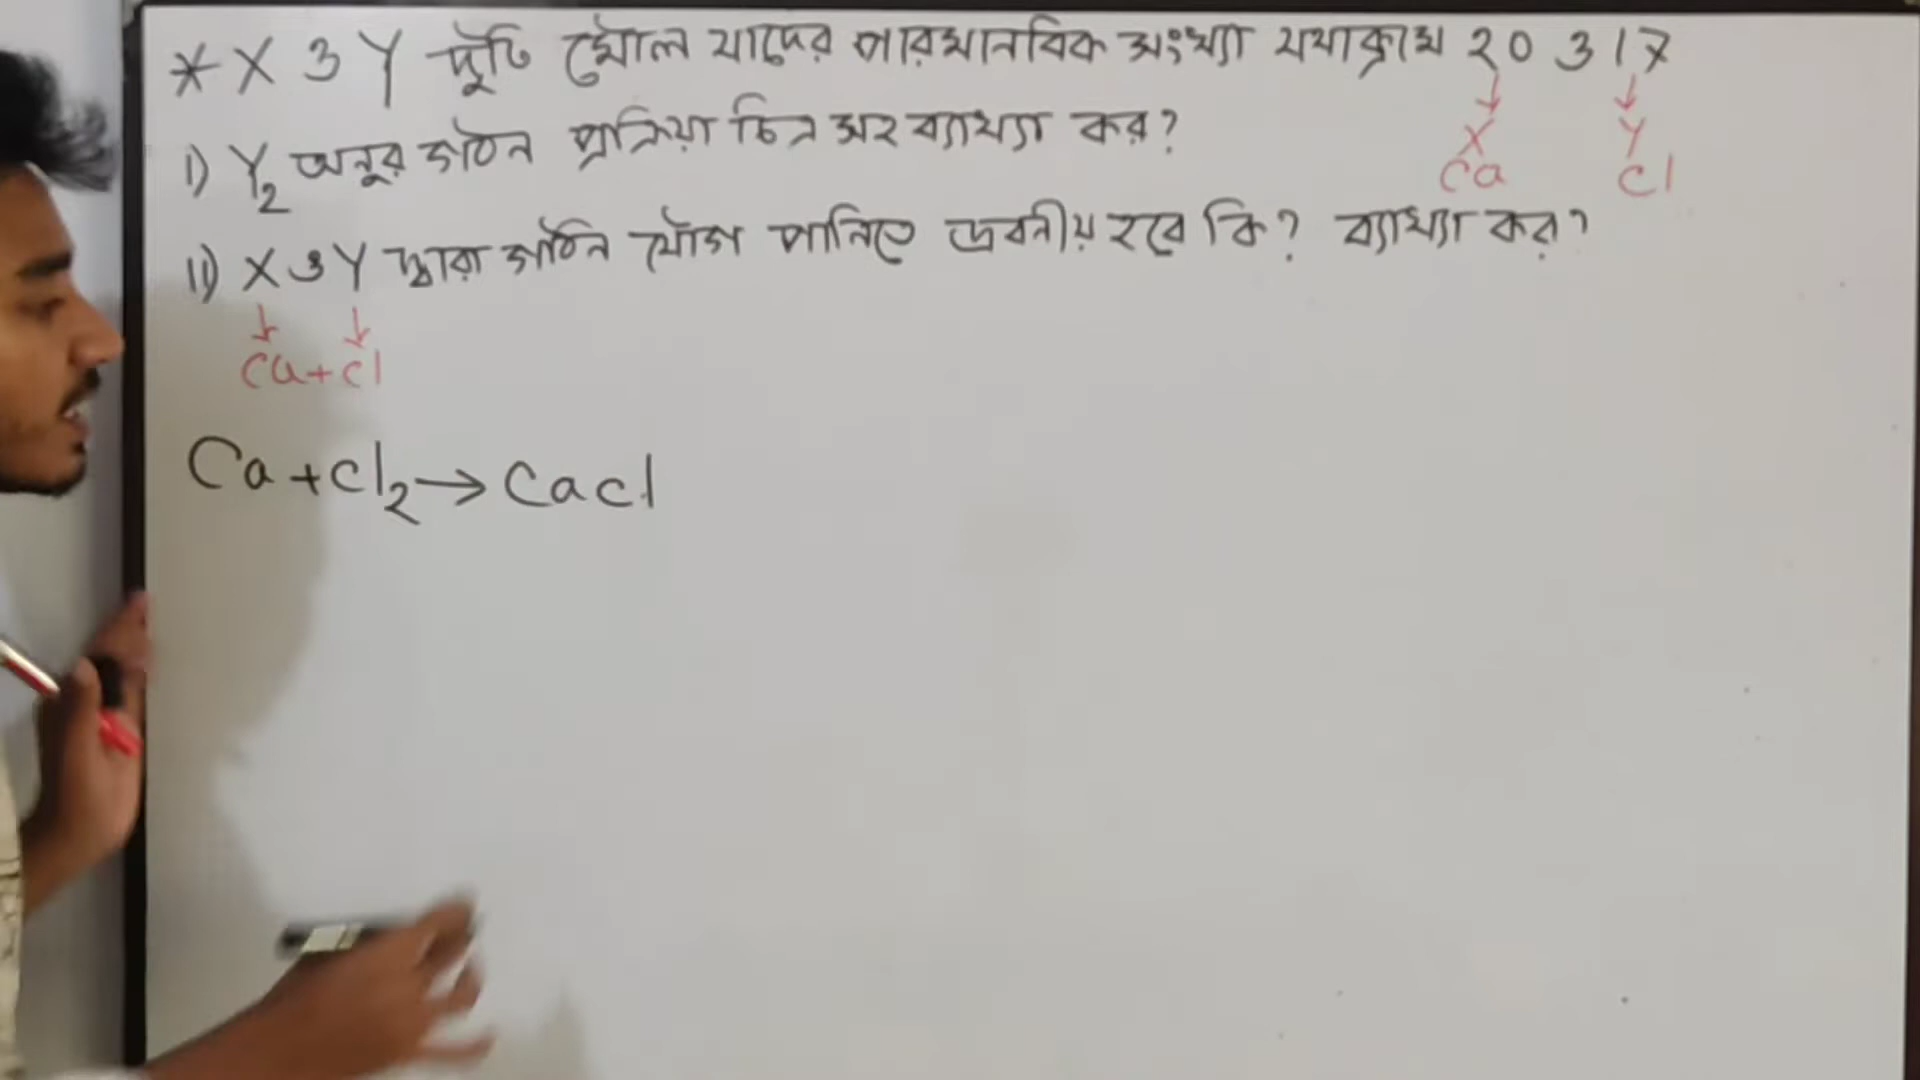 * X ও Y দুটি মৌল যাদের পারমানবিক সংখ্যা যথাক্রমে ২০ ও ১৭
X Y
Ca Cl
i) Y2 অনুর গঠন প্রক্রিয়া চিত্র সহ ব্যাখ্যা কর?
ii) X ও Y দ্বারা গঠিন যৌগ পানিতে দ্রবনীয় হবে কি? ব্যাখ্যা কর?
Ca + Cl
Ca + Cl2 → CaCl